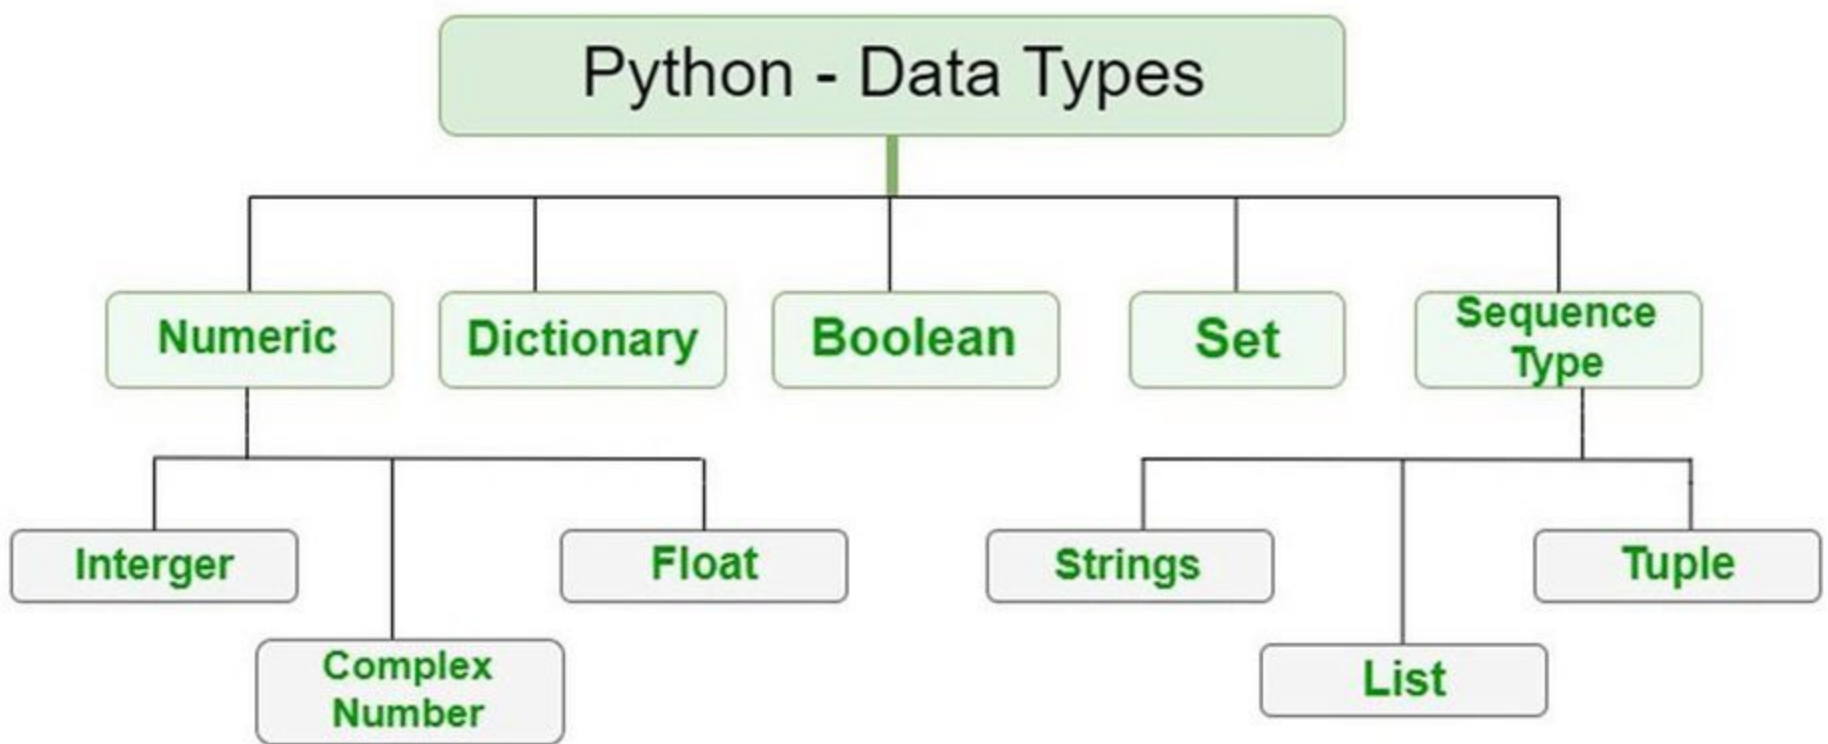 Python - Data Types
Numeric
Dictionary
Boolean
Set
Sequence
Type
Interger
Float
Strings
Tuple
Complex
Number
List